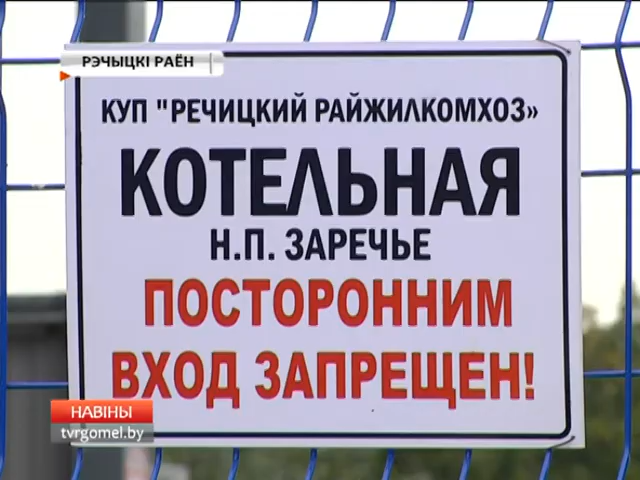 РЭЧЫЦКІ РАЁН
КУП "РЕЧИЦКИЙ РАЙЖИЛКОМХОЗ»
КОТЕЛЬНАЯ
Н.П. ЗАРЕЧЬЕ
ПОСТОРОННИМ
ВХОД ЗАПРЕЩЕН!
НАВІНЫ
tvrgomel.by